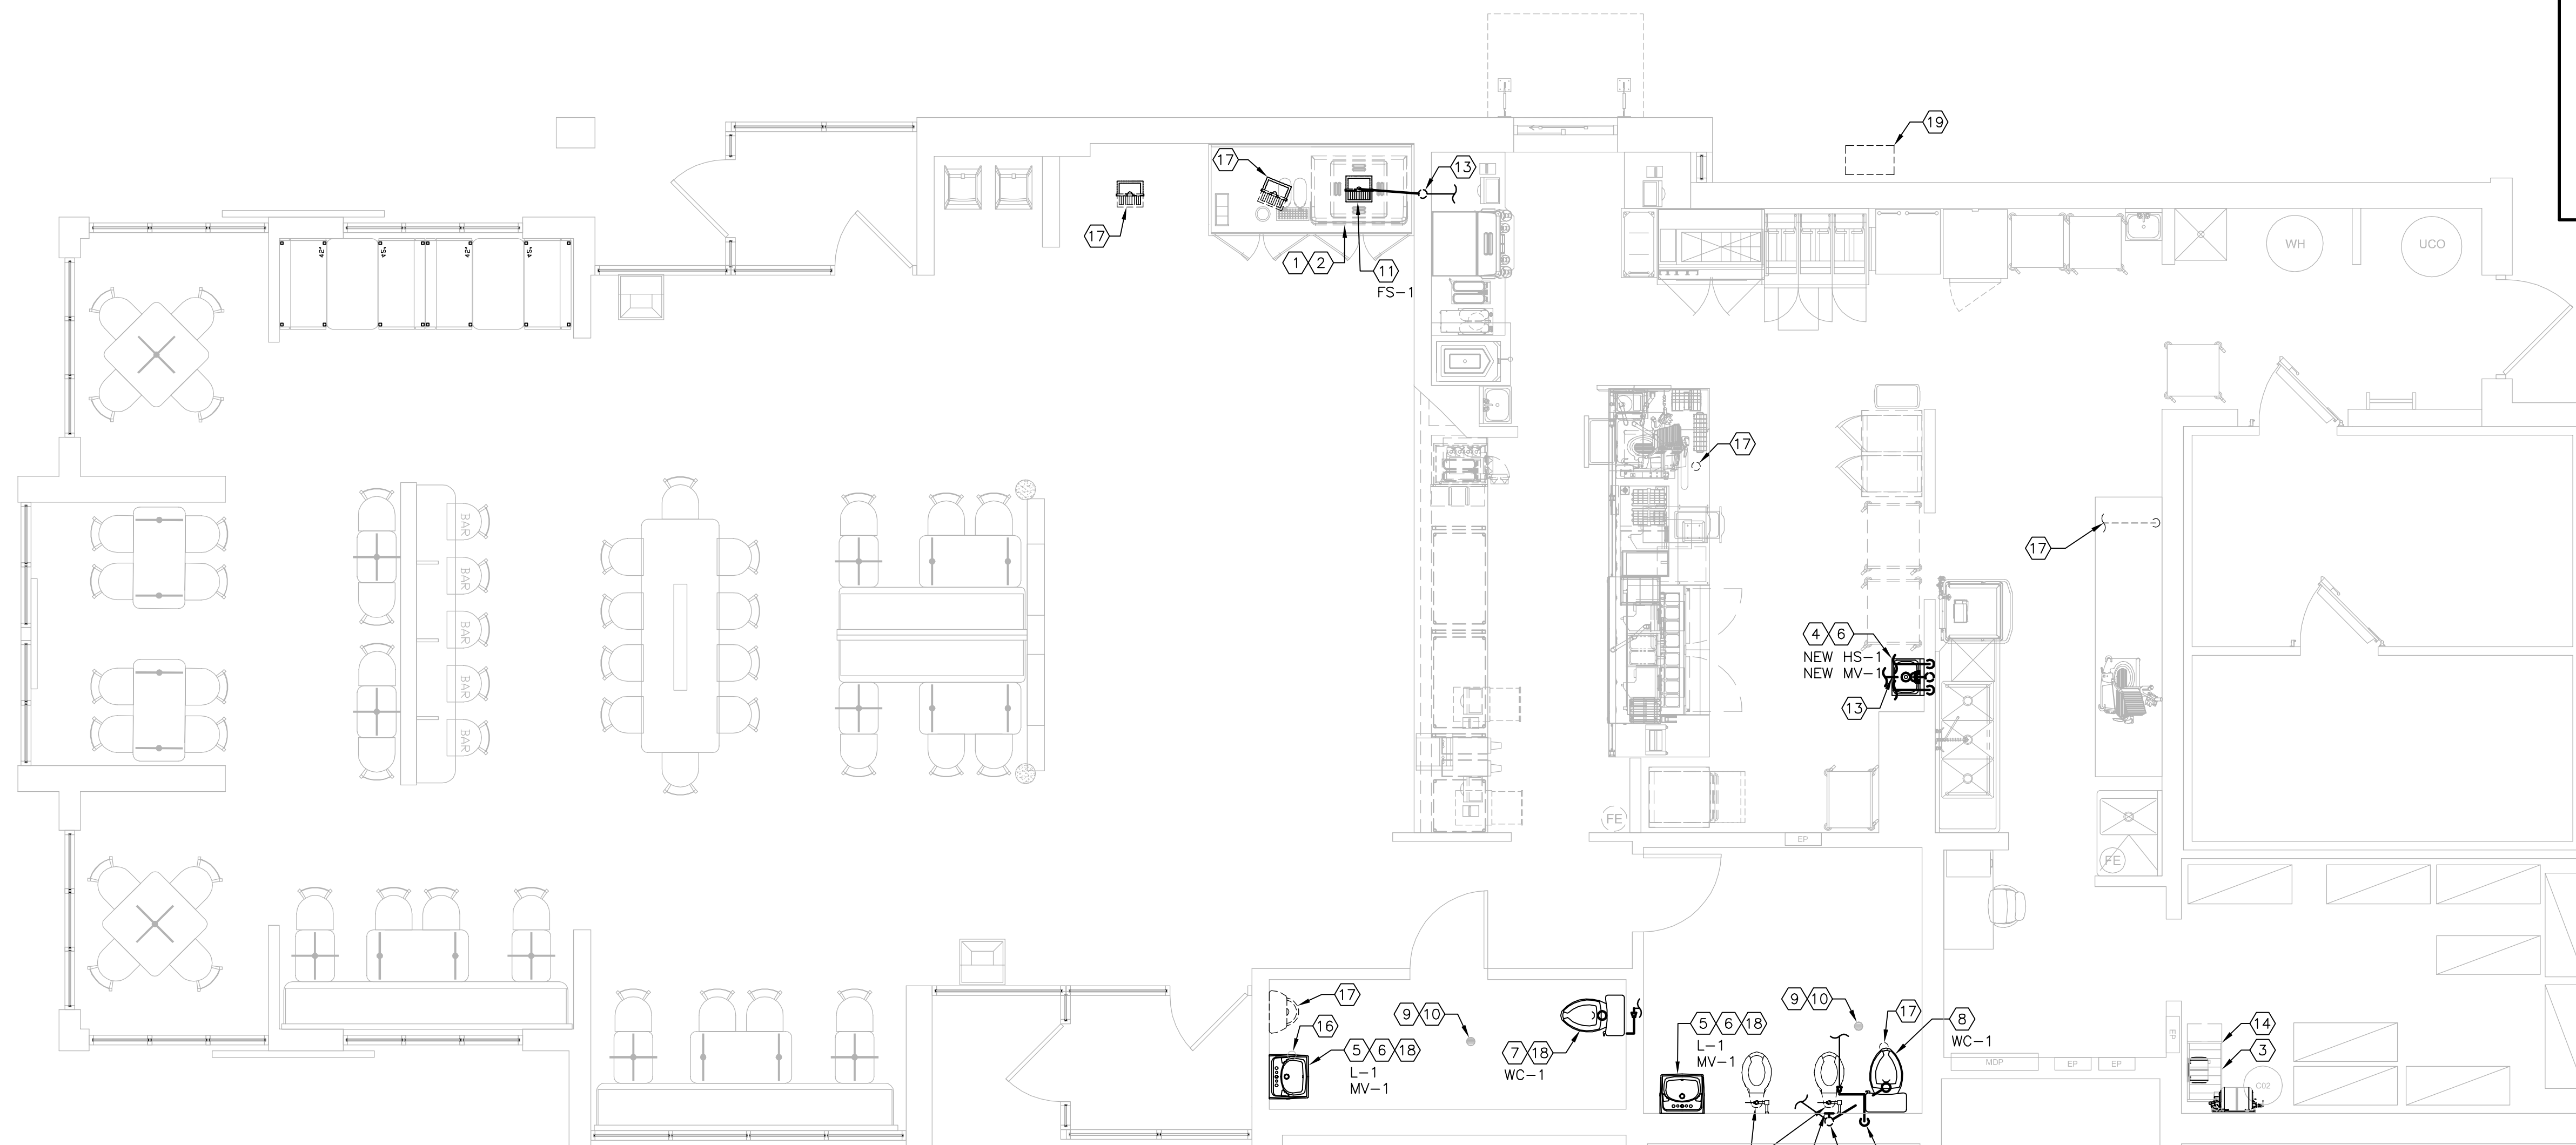 19
17
13
17
1 2
11
FS-1
42"
45"
42"
45"
WH
UCO
17
BAR
BAR
BAR
BAR
BAR
17
4 6
NEW HS-1
NEW MV-1
13
FE
EP
FE
17
16
5 6 18
L-1
MV-1
9 10
7 18
WC-1
5 6 18
L-1
MV-1
9 10
17
8
WC-1
MDP
EP
EP
EP
14
3
C02